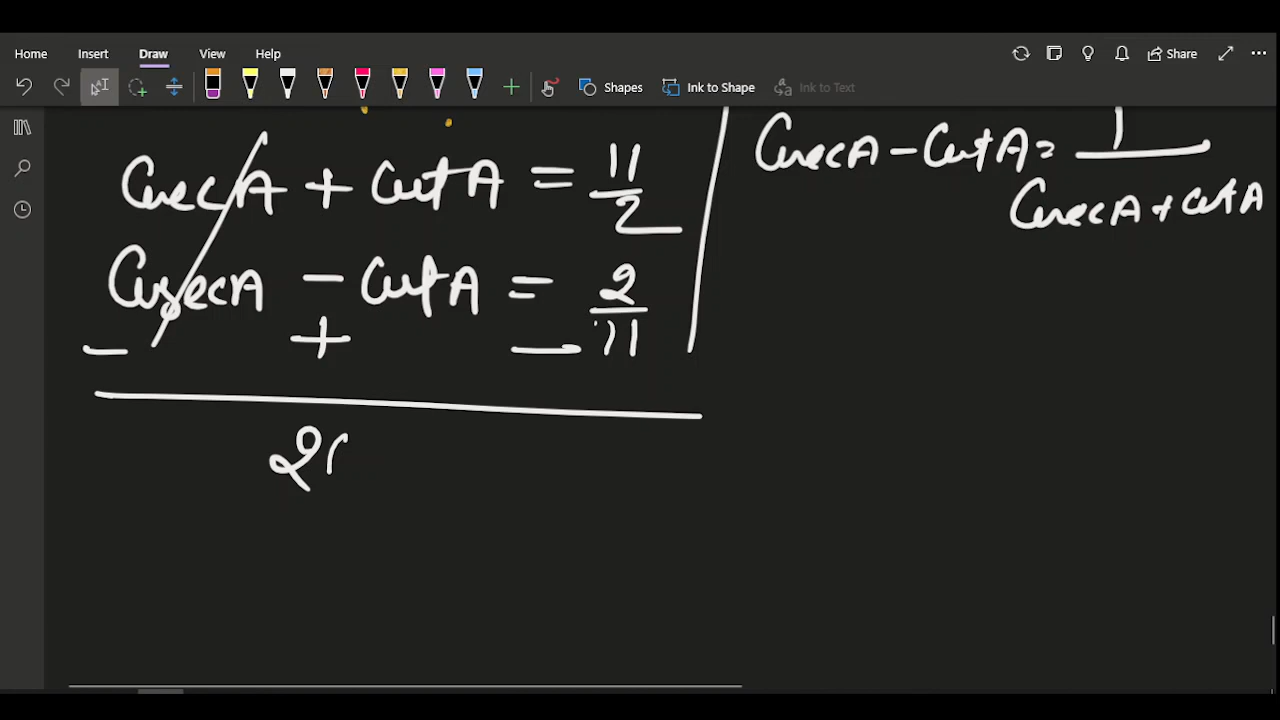 Home Insert Draw View Help Share
Shapes Ink to Shape Ink to Text
CosecA + CotA = 11/2
CosecA - CotA = 2/11
- + -
2C
CosecA - CotA = 1/CosecA + CotA